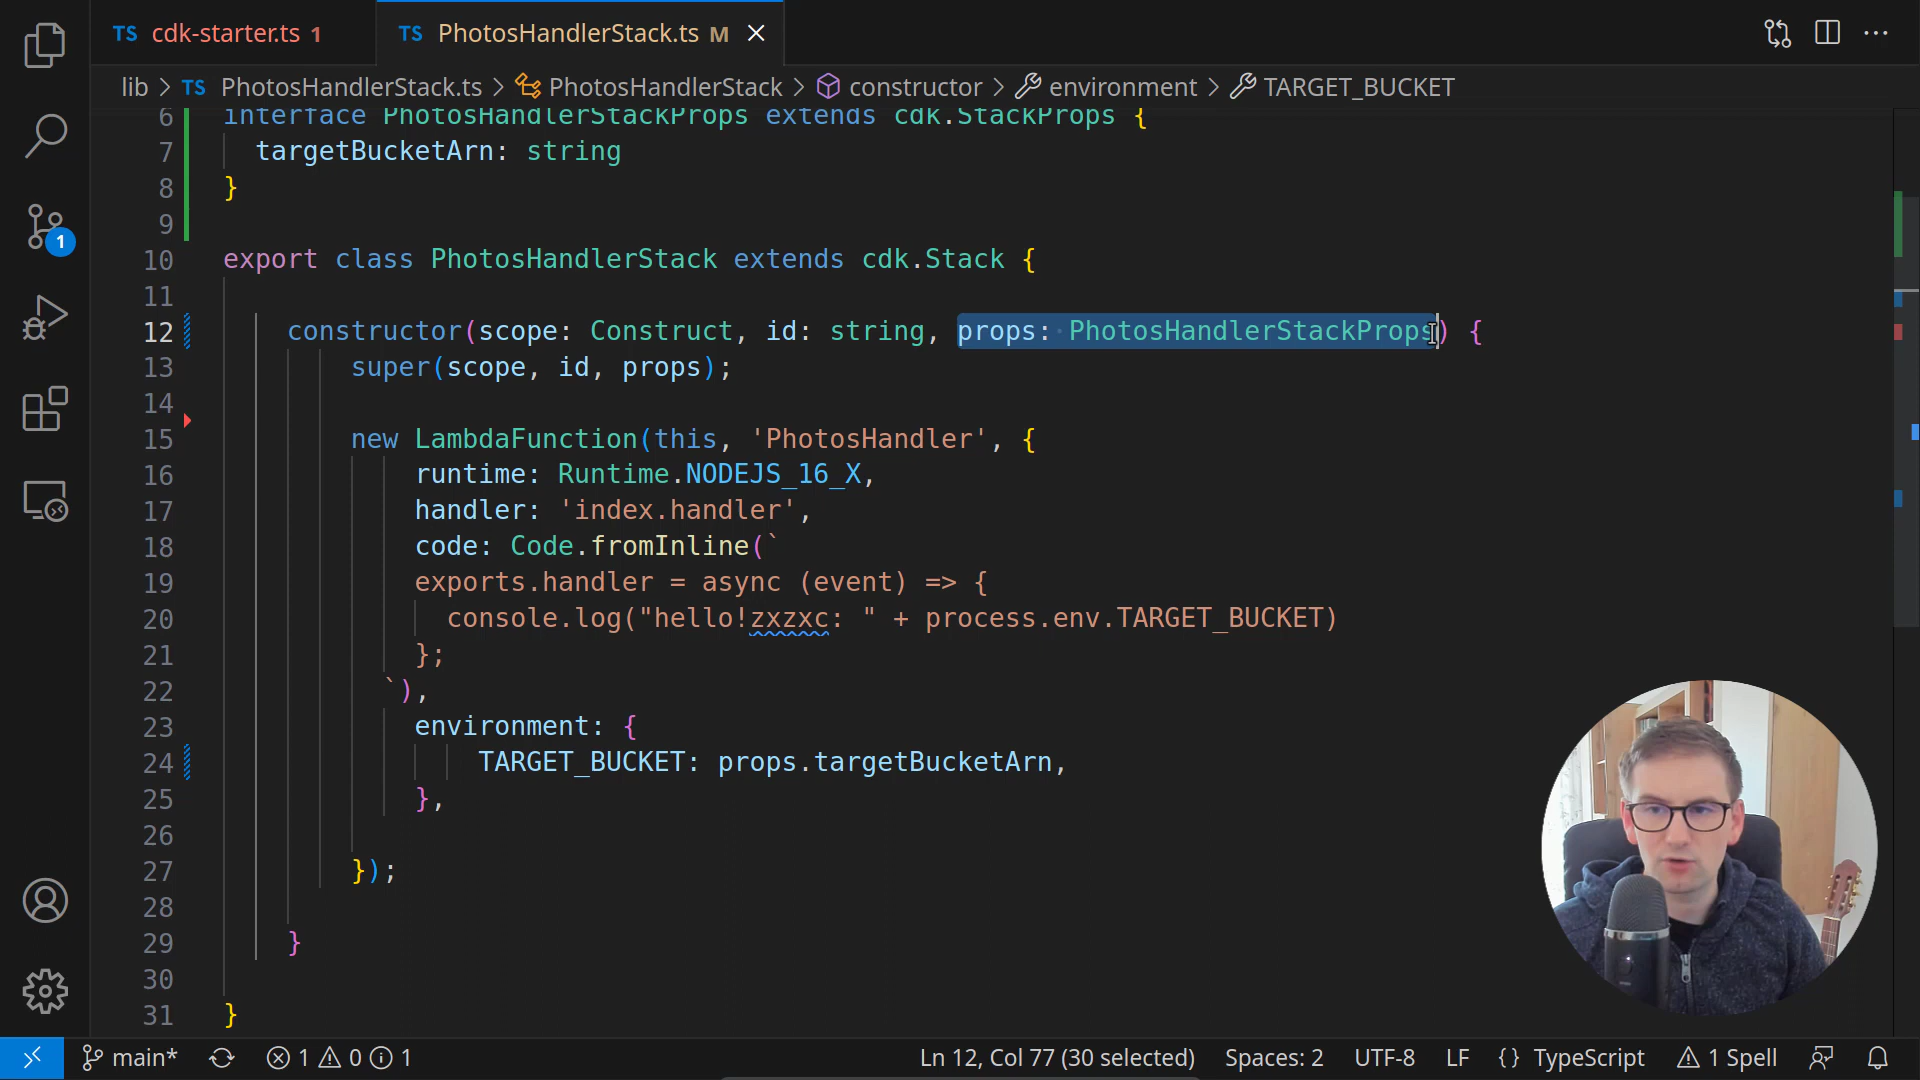 TS cdk-starter.ts 1 TS PhotosHandlerStack.ts M
lib > TS PhotosHandlerStack.ts > PhotosHandlerStack > constructor > environment > TARGET_BUCKET
6 interface PhotosHandlerStackProps extends cdk.StackProps {
7 targetBucketArn: string
8 }
9
10 export class PhotosHandlerStack extends cdk.Stack {
11
12 constructor(scope: Construct, id: string, props: PhotosHandlerStackProps) {
13 super(scope, id, props);
14
15 new LambdaFunction(this, 'PhotosHandler', {
16 runtime: Runtime.NODEJS_16_X,
17 handler: 'index.handler',
18 code: Code.fromInline(`
19 exports.handler = async (event) => {
20 console.log("hello!zxzxc: " + process.env.TARGET_BUCKET)
21 };
22 `),
23 environment: {
24 TARGET_BUCKET: props.targetBucketArn,
25 },
26
27 });
28
29 }
30
31 }
1
main* 1 0 1 Ln 12, Col 77 (30 selected) Spaces: 2 UTF-8 LF {} TypeScript 1 Spell